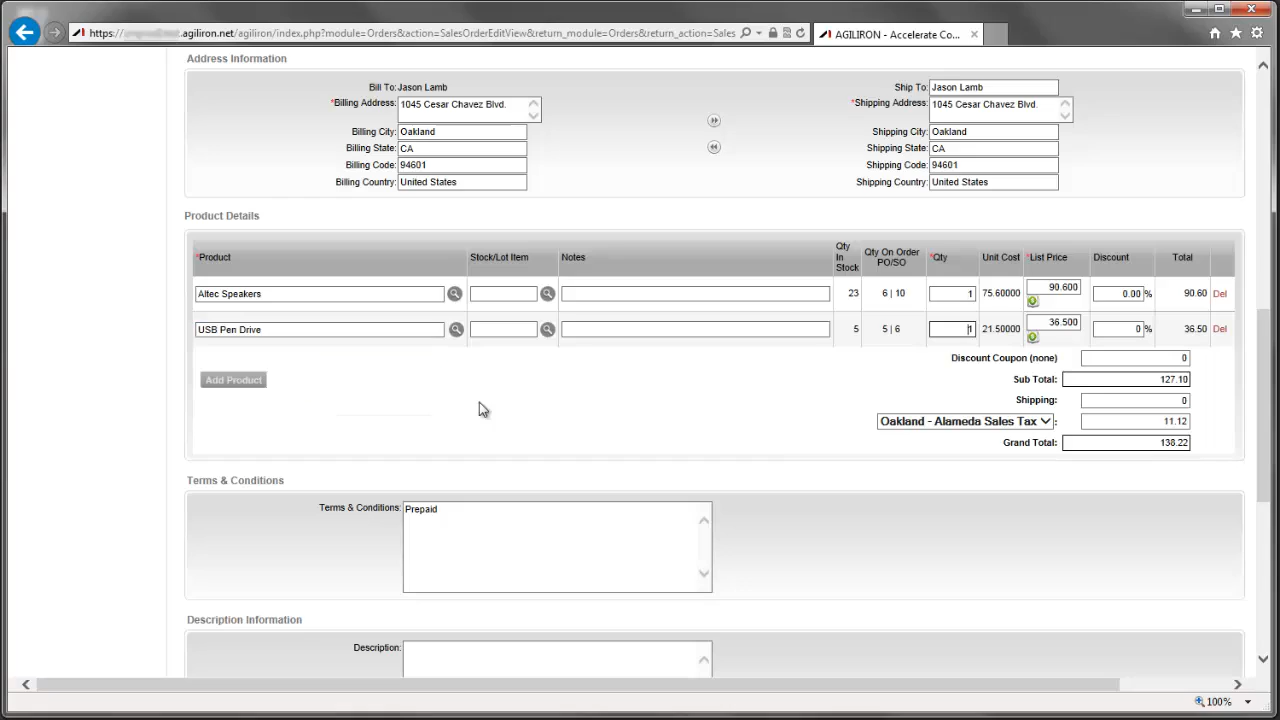 https:// .agiliron.net/agiliron/index.php?module=Orders&action=SalesOrderEditView&return_module=Orders&return_action=Sales
AGILIRON - Accelerate Co...
Address Information
Bill To: Jason Lamb
*Billing Address: 1045 Cesar Chavez Blvd.
Billing City: Oakland
Billing State: CA
Billing Code: 94601
Billing Country: United States
Ship To: Jason Lamb
*Shipping Address: 1045 Cesar Chavez Blvd.
Shipping City: Oakland
Shipping State: CA
Shipping Code: 94601
Shipping Country: United States
Product Details
*Product Stock/Lot Item Notes Qty In Stock Qty On Order PO/SO *Qty Unit Cost *List Price Discount Total
Altec Speakers 23 6 | 10 1 75.60000 90.600 0.00 % 90.60 Del
USB Pen Drive 5 5 | 6 1 21.50000 36.500 0 % 36.50 Del
Add Product
Discount Coupon (none) 0
Sub Total: 127.10
Shipping: 0
Oakland - Alameda Sales Tax : 11.12
Grand Total: 138.22
Terms & Conditions
Terms & Conditions: Prepaid
Description Information
Description:
100%